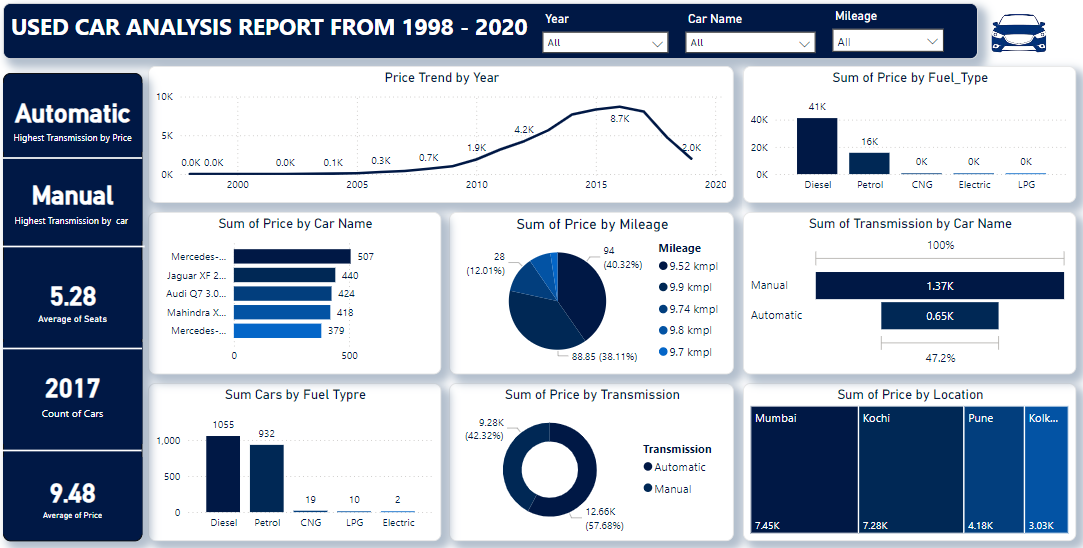 USED CAR ANALYSIS REPORT FROM 1998 - 2020
Year
All
Car Name
All
Mileage
All
Automatic
Highest Transmission by Price
Manual
Highest Transmission by car
5.28
Average of Seats
2017
Count of Cars
9.48
Average of Price
Price Trend by Year
10K
5K
0K
0.0K 0.0K 0.0K 0.1K 0.3K 0.7K 1.9K 4.2K 8.7K 2.0K
2000 2005 2010 2015 2020
Sum of Price by Fuel_Type
40K
20K
0K
41K 16K 0K 0K 0K
Diesel Petrol CNG Electric LPG
Sum of Price by Car Name
Mercedes-... 507
Jaguar XF 2... 440
Audi Q7 3.0... 424
Mahindra X... 418
Mercedes-... 379
0 500
Sum of Price by Mileage
94
(40.32%)
28
(12.01%)
88.85 (38.11%)
Mileage
9.52 kmpl
9.9 kmpl
9.74 kmpl
9.8 kmpl
9.7 kmpl
Sum of Transmission by Car Name
100%
Manual 1.37K
Automatic 0.65K
47.2%
Sum Cars by Fuel Typre
1,000
500
0
1055 932 19 10 2
Diesel Petrol CNG LPG Electric
Sum of Price by Transmission
9.28K
(42.32%)
12.66K
(57.68%)
Transmission
Automatic
Manual
Sum of Price by Location
Mumbai Kochi Pune Kolk...
7.45K 7.28K 4.18K 3.03K